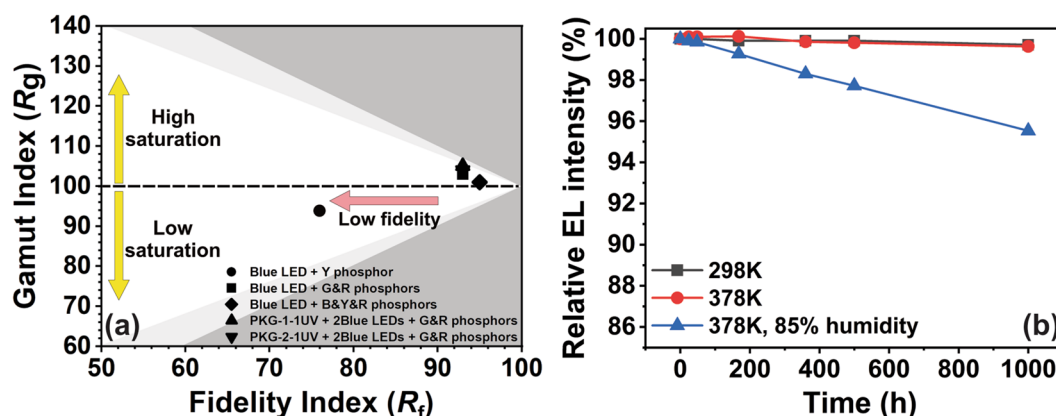 140
130
120
110
100
90
80
70
60
Gamut Index (Rg)
High
saturation
Low
saturation
Low fidelity
Blue LED + Y phosphor
Blue LED + G&R phosphors
Blue LED + B&Y&R phosphors
PKG-1-1UV + 2Blue LEDs + G&R phosphors
PKG-2-1UV + 2Blue LEDs + G&R phosphors
(a)
50 60 70 80 90 100
Fidelity Index (Rf)
Relative EL intensity (%)
100
98
96
94
92
90
88
86
298K
378K
378K, 85% humidity
(b)
0 200 400 600 800 1000
Time (h)